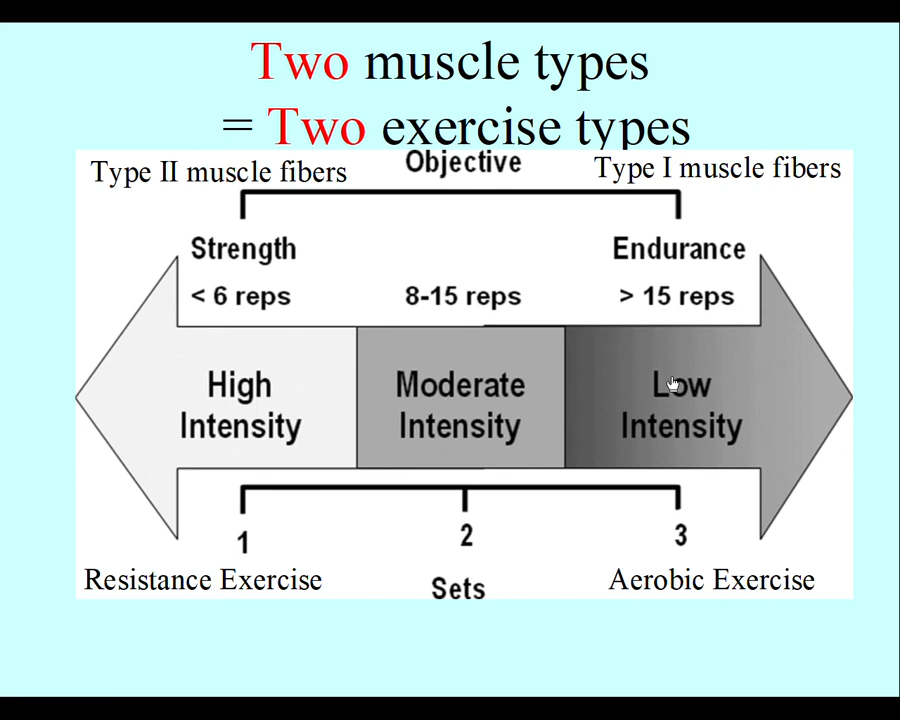 Two muscle types
= Two exercise types
Type II muscle fibers
Objective
Type I muscle fibers
Strength
Endurance
< 6 reps
8-15 reps
> 15 reps
High
Intensity
Moderate
Intensity
Low
Intensity
1
2
3
Resistance Exercise
Sets
Aerobic Exercise